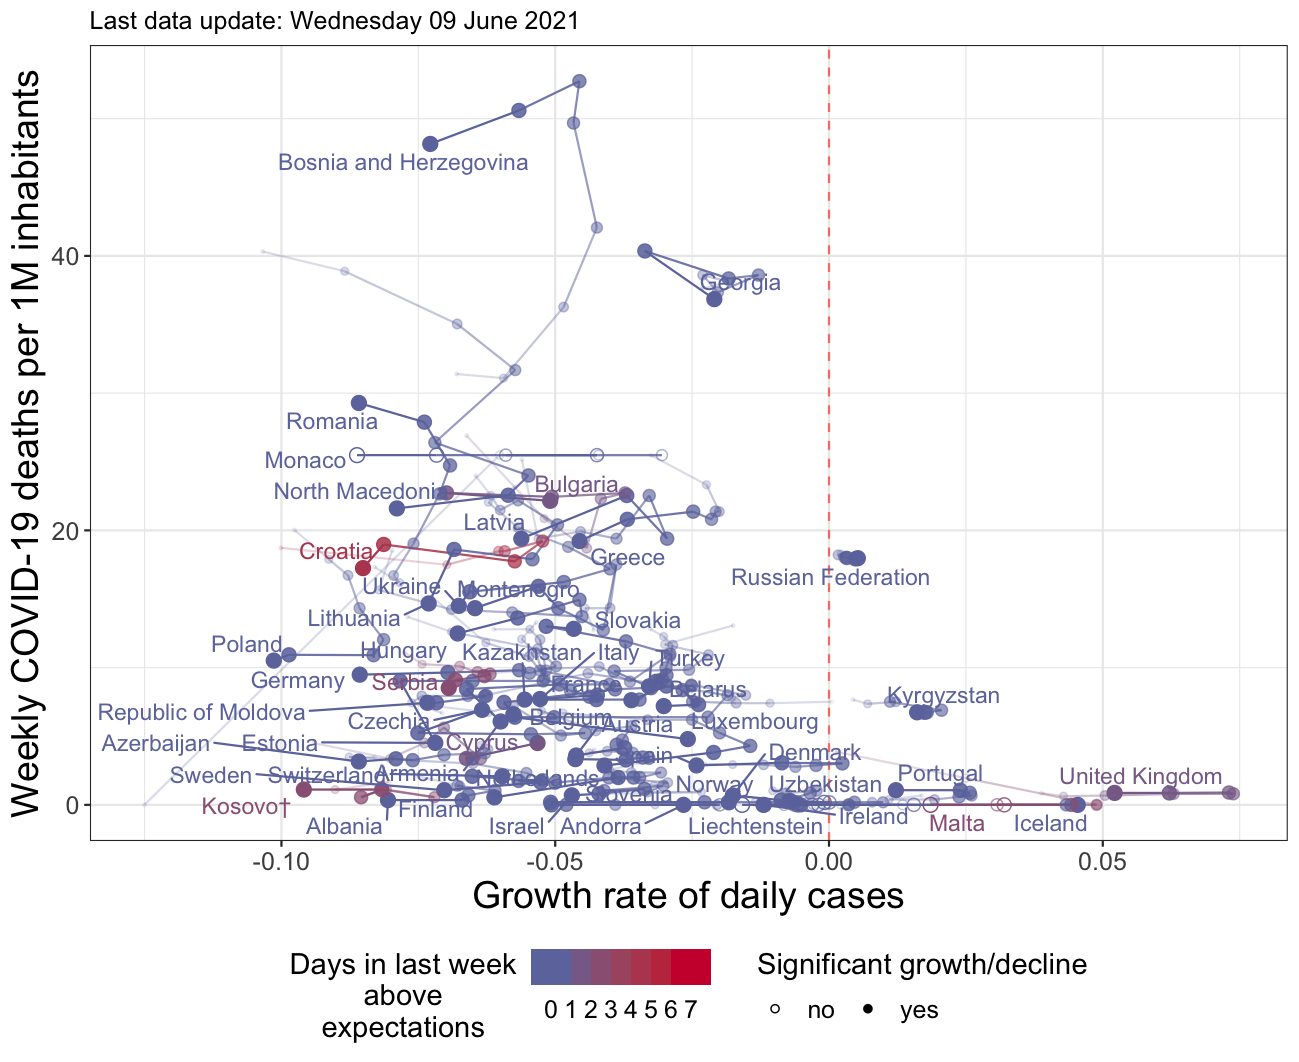 Last data update: Wednesday 09 June 2021
Weekly COVID-19 deaths per 1M inhabitants
40
20
0
Bosnia and Herzegovina
Georgia
Romania
Monaco
North Macedonia
Bulgaria
Latvia
Croatia
Greece
Russian Federation
Ukraine
Montenegro
Lithuania
Slovakia
Poland
Hungary
Kazakhstan
Italy
Turkey
Germany
Serbia
France
Belarus
Kyrgyzstan
Republic of Moldova
Czechia
Belgium
Austria
Luxembourg
Azerbaijan
Estonia
Cyprus
Spain
Denmark
Sweden
Switzerland
Armenia
Netherlands
Norway
Uzbekistan
Portugal
United Kingdom
Kosovo†
Finland
Slovenia
Albania
Israel
Andorra
Liechtenstein
Ireland
Malta
Iceland
-0.10
-0.05
0.00
0.05
Growth rate of daily cases
Days in last week
above
expectations
0 1 2 3 4 5 6 7
Significant growth/decline
no
yes